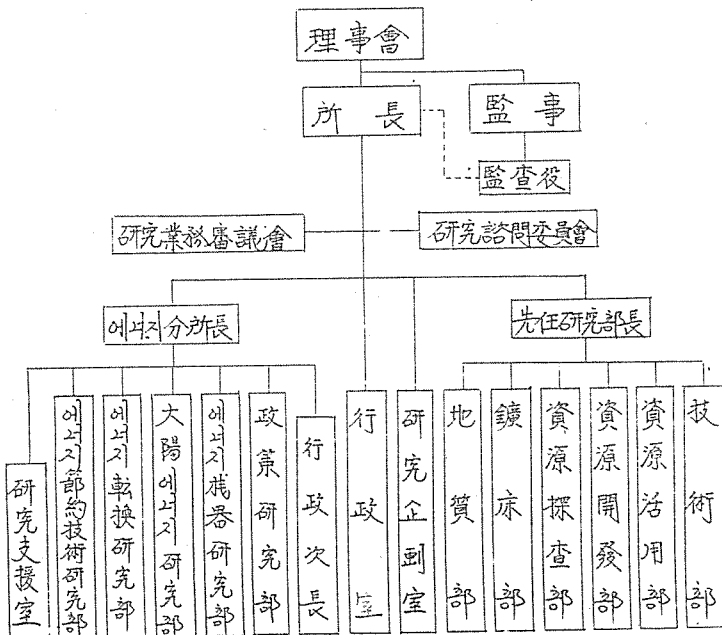 理事會
所長
監事
監查役
研究業務審議會
研究諮問委員會
에너지分所長
先任研究部長
研究支援室
에너지節約技術研究部
에너지転換研究部
太陽에너지研究部
에너지機器研究部
政策研究部
行政次長
行政室
研究企劃室
地質部
鑛床部
資源探查部
資源開發部
資源活用部
技術部